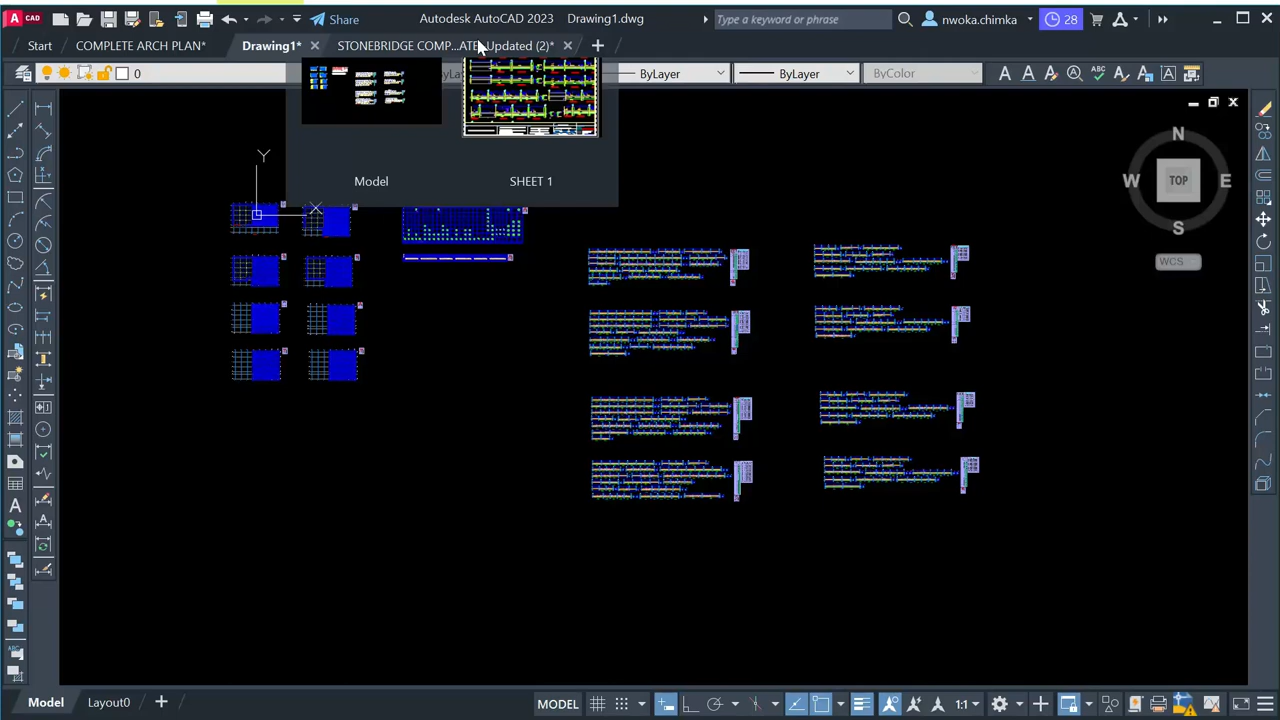 CAD
Share
Autodesk AutoCAD 2023 Drawing1.dwg
Type a keyword or phrase
nwoka.chimka
28
Start
COMPLETE ARCH PLAN*
Drawing1*
STONEBRIDGE COMP...ATE Updated (2)*
0
ByLayer
ByLayer
ByColor
Model
SHEET 1
Y
X
N
W
TOP
E
S
WCS
Model
Layout0
MODEL
1:1